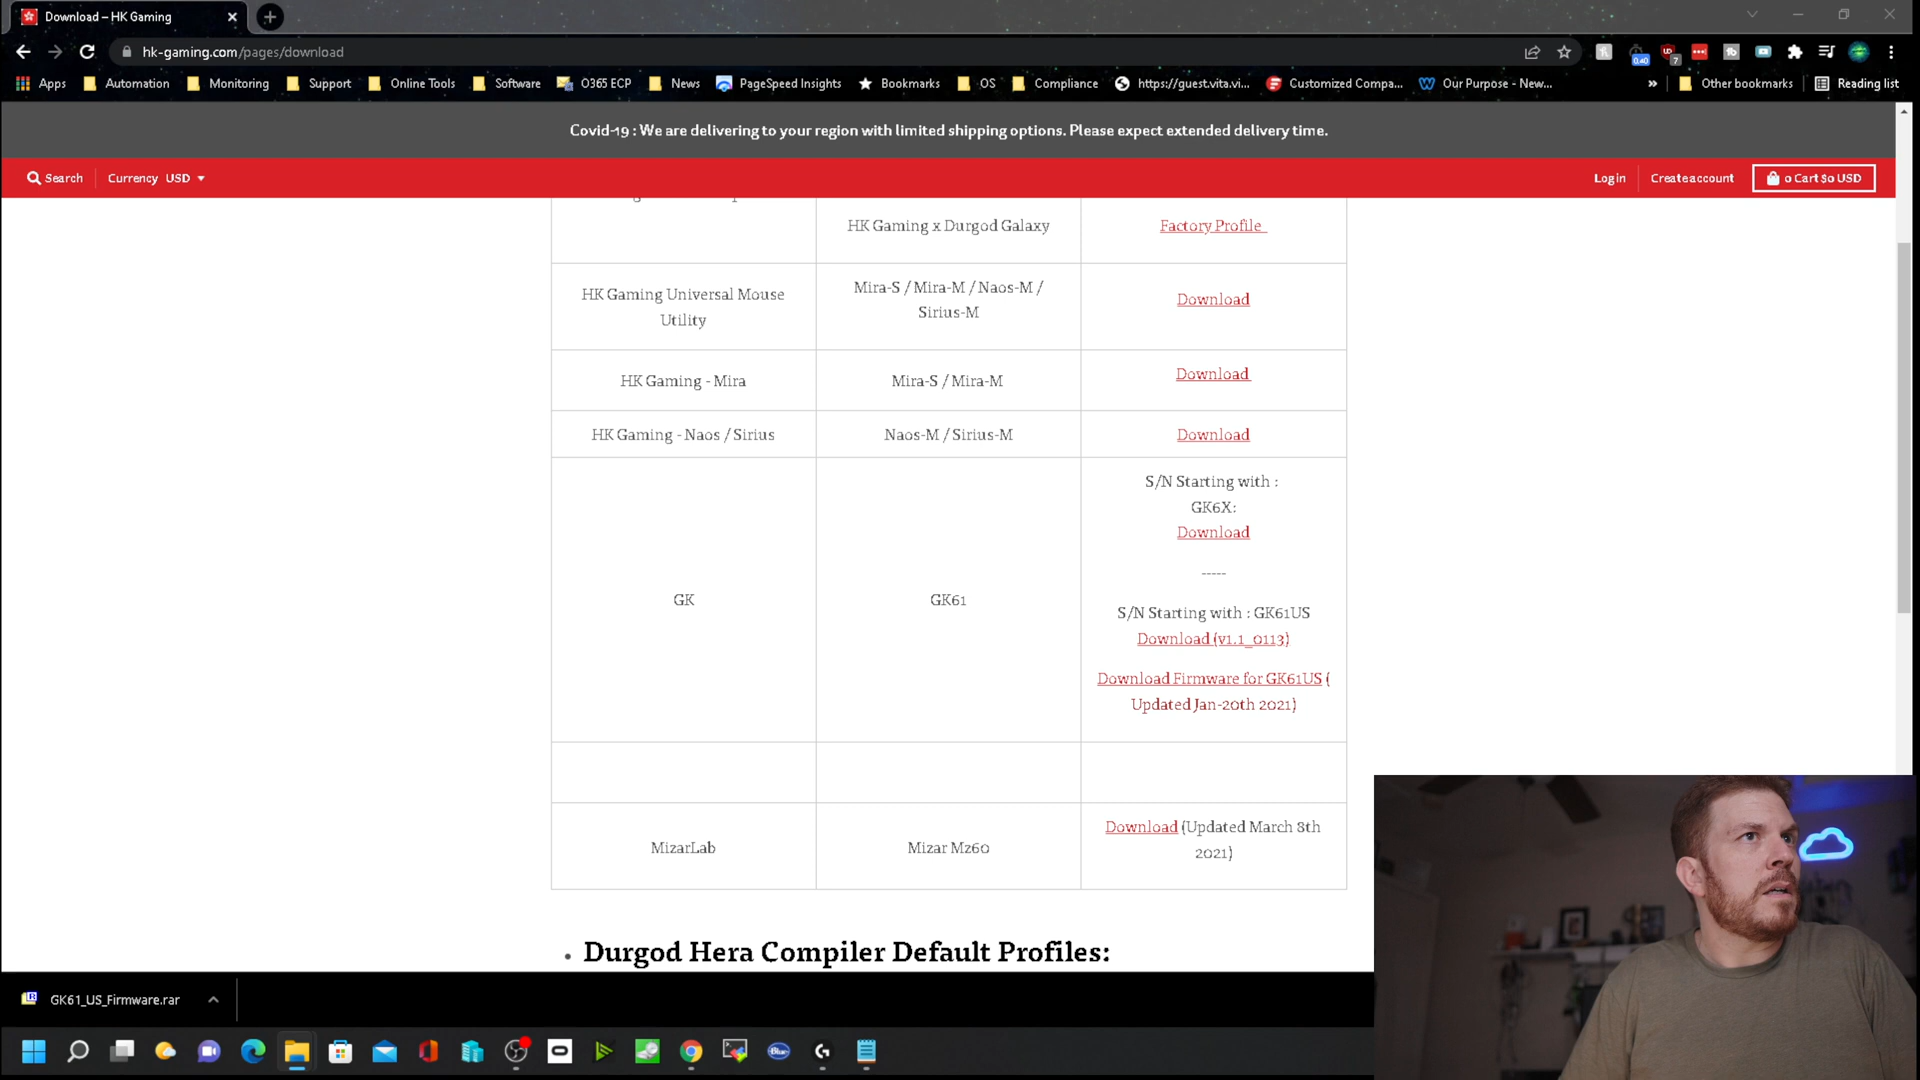 Download – HK Gaming
hk-gaming.com/pages/download
Apps Automation Monitoring Support Online Tools Software O365 ECP News PageSpeed Insights Bookmarks OS Compliance https://guest.vita.vi... Customized Compa... Our Purpose - New... » Other bookmarks Reading list
Covid-19 : We are delivering to your region with limited shipping options. Please expect extended delivery time.
Search Currency USD Login Create account 0 Cart $0 USD
HK Gaming x Durgod Galaxy Factory Profile
HK Gaming Universal Mouse
Utility
Mira-S / Mira-M / Naos-M /
Sirius-M
Download
HK Gaming - Mira Mira-S / Mira-M Download
HK Gaming - Naos / Sirius Naos-M / Sirius-M Download
GK GK61
S/N Starting with :
GK6X:
Download
-----
S/N Starting with : GK61US
Download (v1.1_0113)
Download Firmware for GK61US (
Updated Jan-20th 2021)
MizarLab Mizar Mz60
Download (Updated March 8th
2021)
• Durgod Hera Compiler Default Profiles:
GK61_US_Firmware.rar